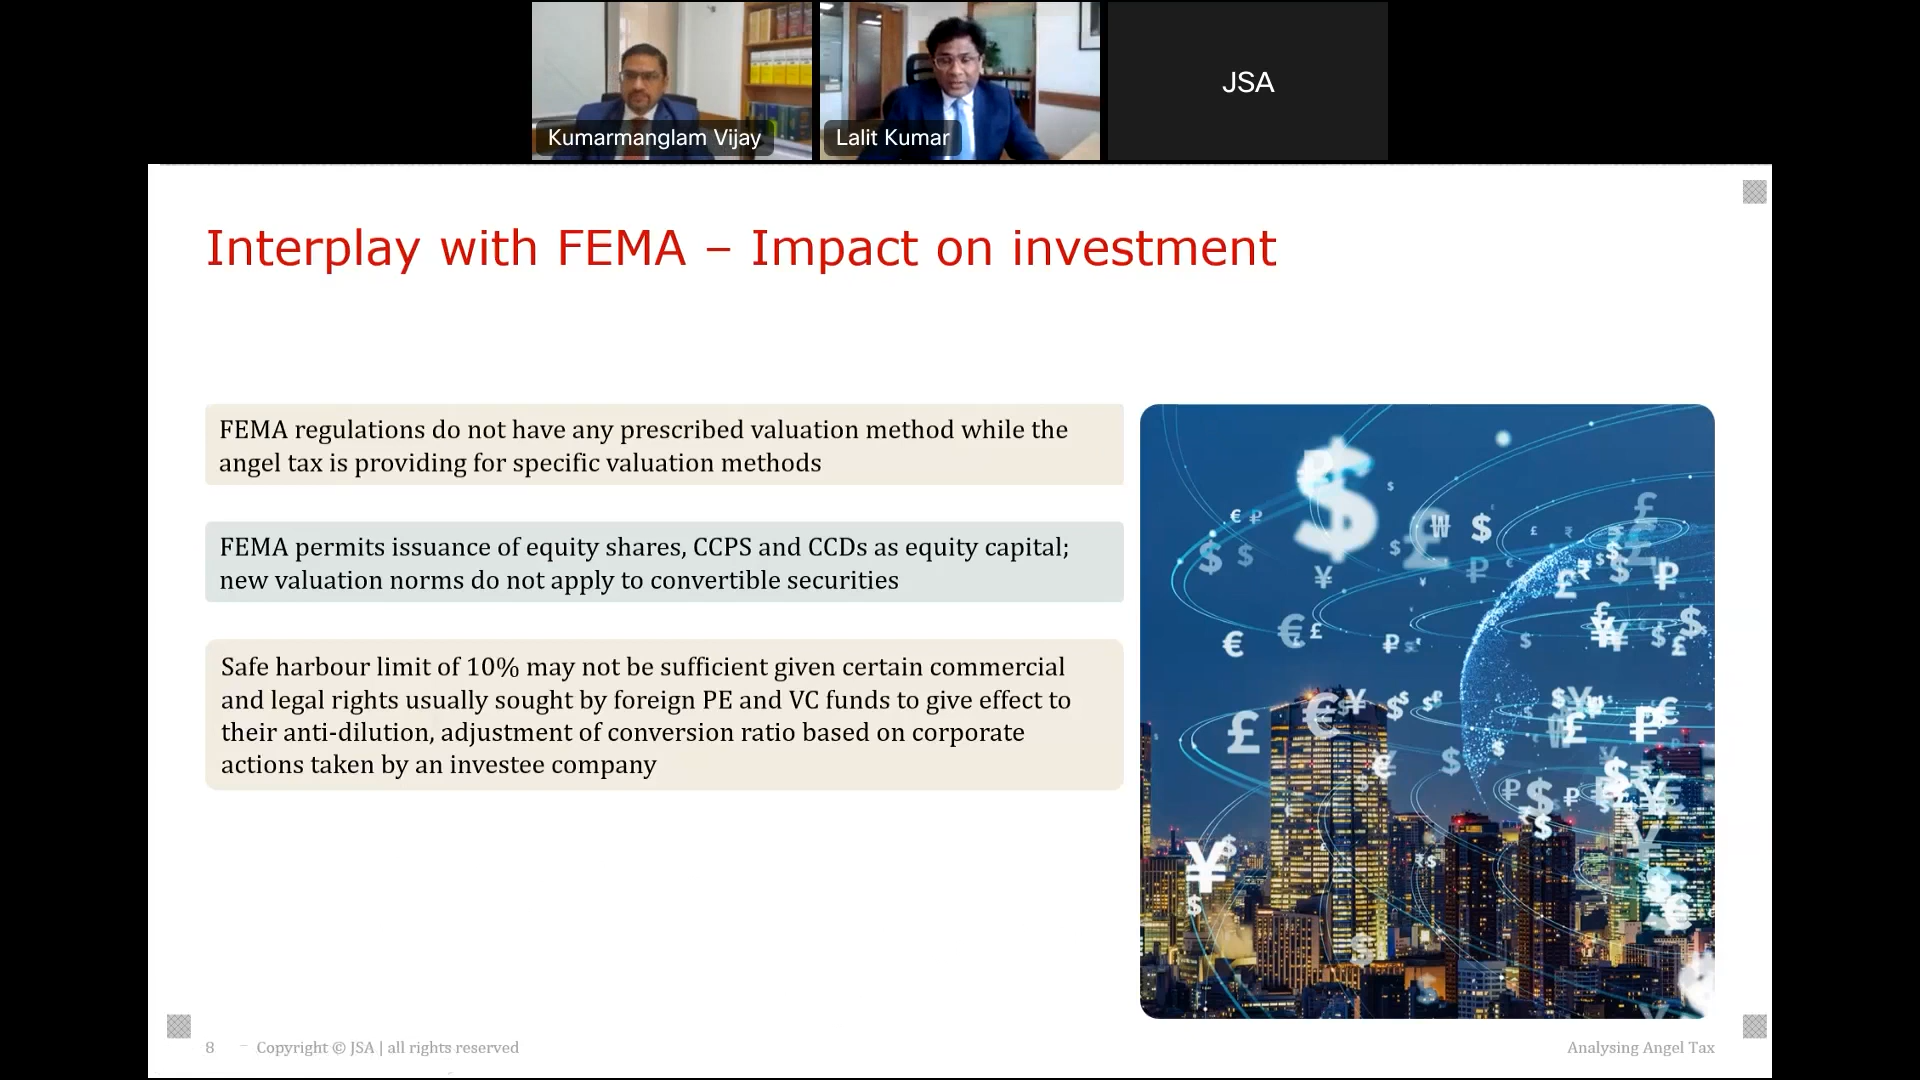 Kumarmanglam Vijay
Lalit Kumar
JSA
Interplay with FEMA – Impact on investment
FEMA regulations do not have any prescribed valuation method while the
angel tax is providing for specific valuation methods
FEMA permits issuance of equity shares, CCPS and CCDs as equity capital;
new valuation norms do not apply to convertible securities
Safe harbour limit of 10% may not be sufficient given certain commercial
and legal rights usually sought by foreign PE and VC funds to give effect to
their anti-dilution, adjustment of conversion ratio based on corporate
actions taken by an investee company
8 – Copyright © JSA | all rights reserved
Analysing Angel Tax